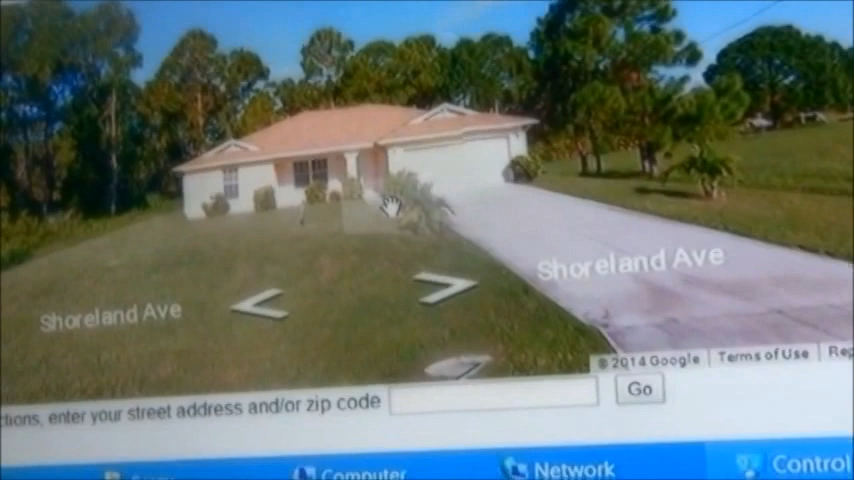 Shoreland Ave
Shoreland Ave
© 2014 Google
Terms of Use
Rep
ctions, enter your street address and/or zip code
Go
Computer
Network
Control